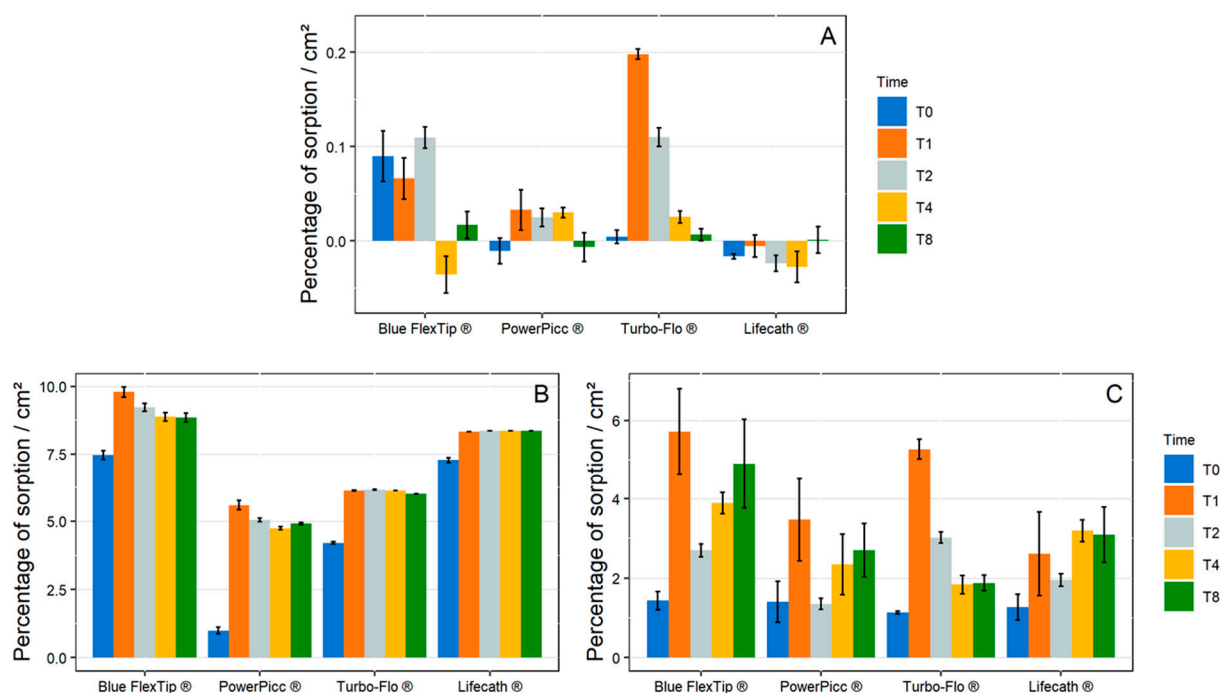 A
Percentage of sorption / cm²
0.2
0.1
0.0
Blue FlexTip ®
PowerPicc ®
Turbo-Flo ®
Lifecath ®
Time
T0
T1
T2
T4
T8
B
Percentage of sorption / cm²
10.0
7.5
5.0
2.5
0.0
Blue FlexTip ®
PowerPicc ®
Turbo-Flo ®
Lifecath ®
C
Percentage of sorption / cm²
6
4
2
0
Blue FlexTip ®
PowerPicc ®
Turbo-Flo ®
Lifecath ®
Time
T0
T1
T2
T4
T8